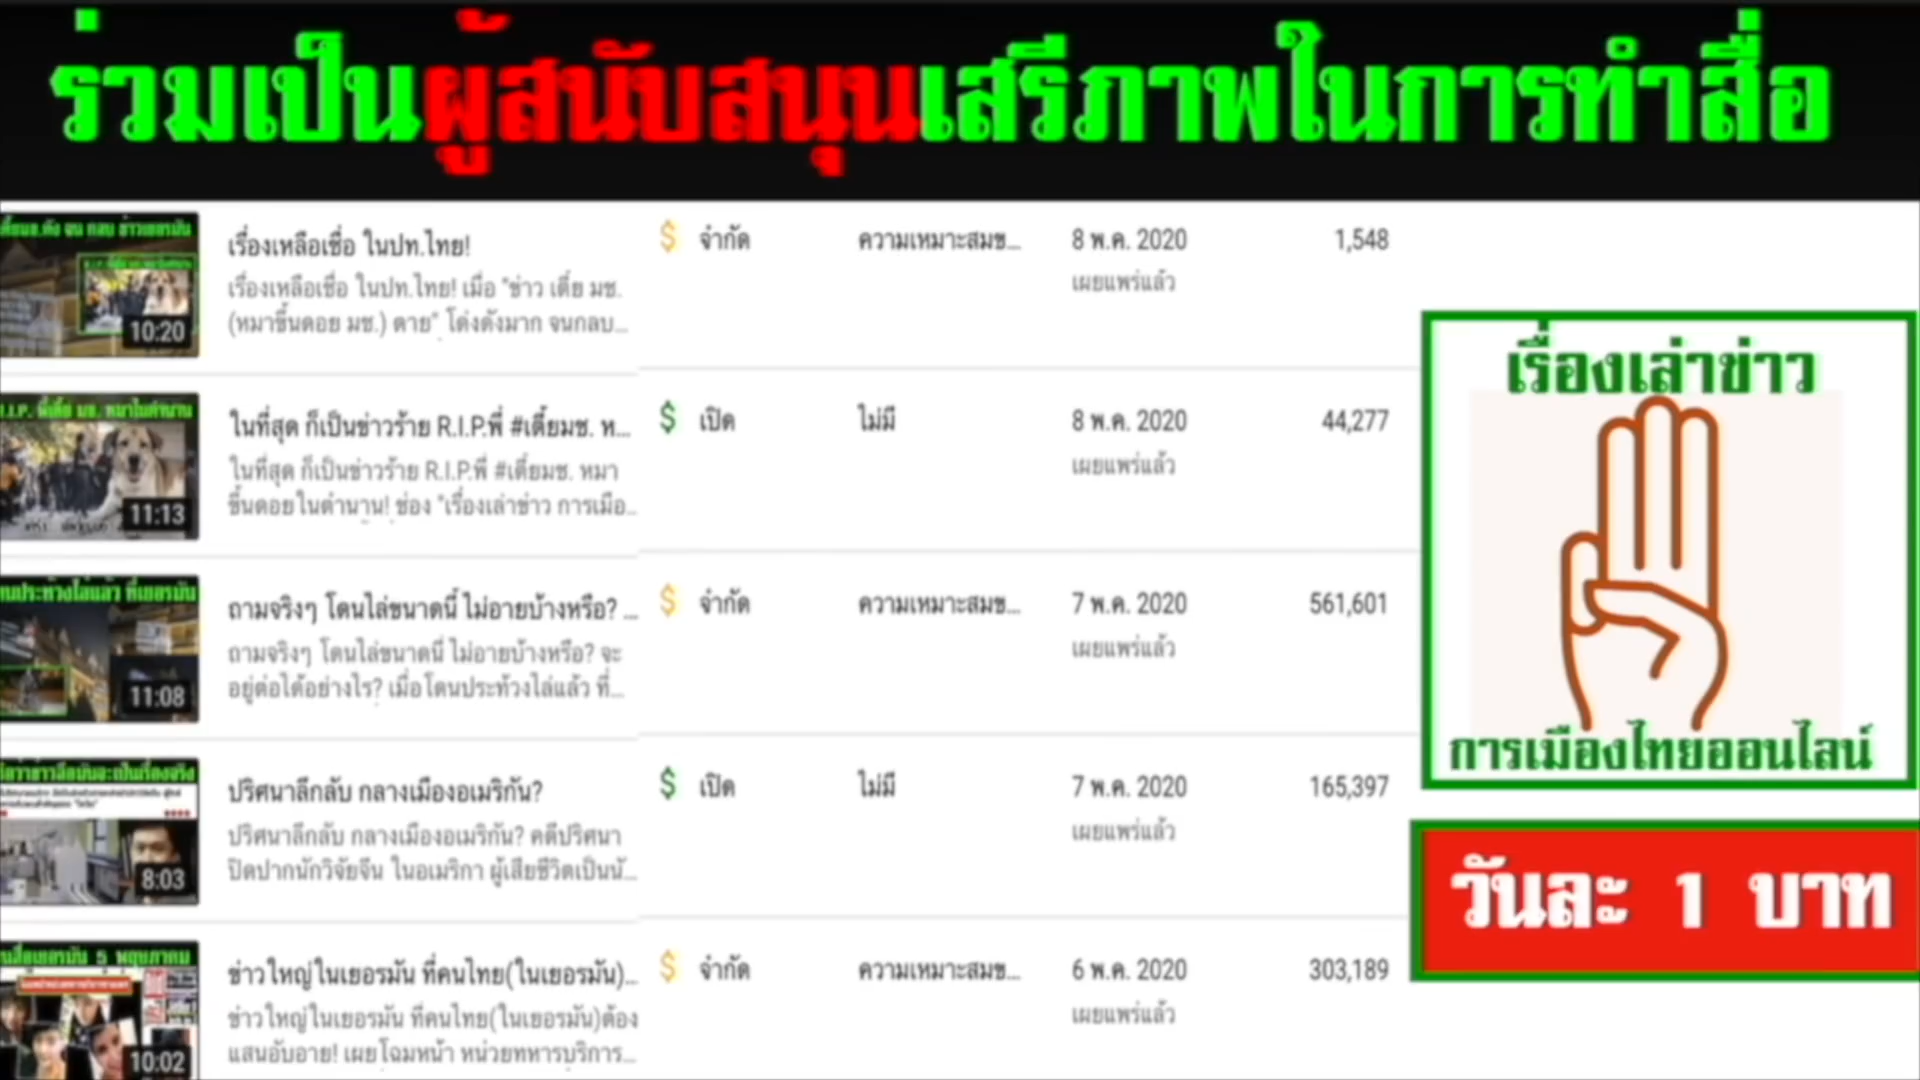 ร่วมเป็นผู้สนับสนุนเสรีภาพในการทำสื่อ
10:20
เรื่องเหลือเชื่อ ในปท.ไทย!
เรื่องเหลือเชื่อ ในปท.ไทย! เมื่อ "ข่าว เตี้ย มช.
(หมาขึ้นดอย มช.) ตาย" โด่งดังมาก จนกลบ...
จำกัด
ความเหมาะสมข...
8 พ.ค. 2020
เผยแพร่แล้ว
1,548
R.I.P. พี่เตี้ย มช. หมาในตำนาน
11:13
ในที่สุด ก็เป็นข่าวร้าย R.I.P.พี่ #เตี้ยมช. ห...
ในที่สุด ก็เป็นข่าวร้าย R.I.P.พี่ #เตี้ยมช. หมา
ขึ้นดอยในตำนาน! ช่อง "เรื่องเล่าข่าว การเมือ...
เปิด
ไม่มี
8 พ.ค. 2020
เผยแพร่แล้ว
44,277
11:08
ถามจริงๆ โดนไล่ขนาดนี้ ไม่อายบ้างหรือ? ...
ถามจริงๆ โดนไล่ขนาดนี้ ไม่อายบ้างหรือ? จะ
อยู่ต่อได้อย่างไร? เมื่อโดนประท้วงไล่แล้ว ที่...
จำกัด
ความเหมาะสมข...
7 พ.ค. 2020
เผยแพร่แล้ว
561,601
8:03
ปริศนาลึกลับ กลางเมืองอเมริกัน?
ปริศนาลึกลับ กลางเมืองอเมริกัน? คดีปริศนา
ปิดปากนักวิจัยจีน ในอเมริกา ผู้เสียชีวิตเป็นนั...
เปิด
ไม่มี
7 พ.ค. 2020
เผยแพร่แล้ว
165,397
10:02
ข่าวใหญ่ในเยอรมัน ที่คนไทย(ในเยอรมัน)...
ข่าวใหญ่ในเยอรมัน ที่คนไทย(ในเยอรมัน)ต้อง
แสนอับอาย! เผยโฉมหน้า หน่วยทหารบริการ...
จำกัด
ความเหมาะสมข...
6 พ.ค. 2020
เผยแพร่แล้ว
303,189
เรื่องเล่าข่าว
การเมืองไทยออนไลน์
วันละ 1 บาท